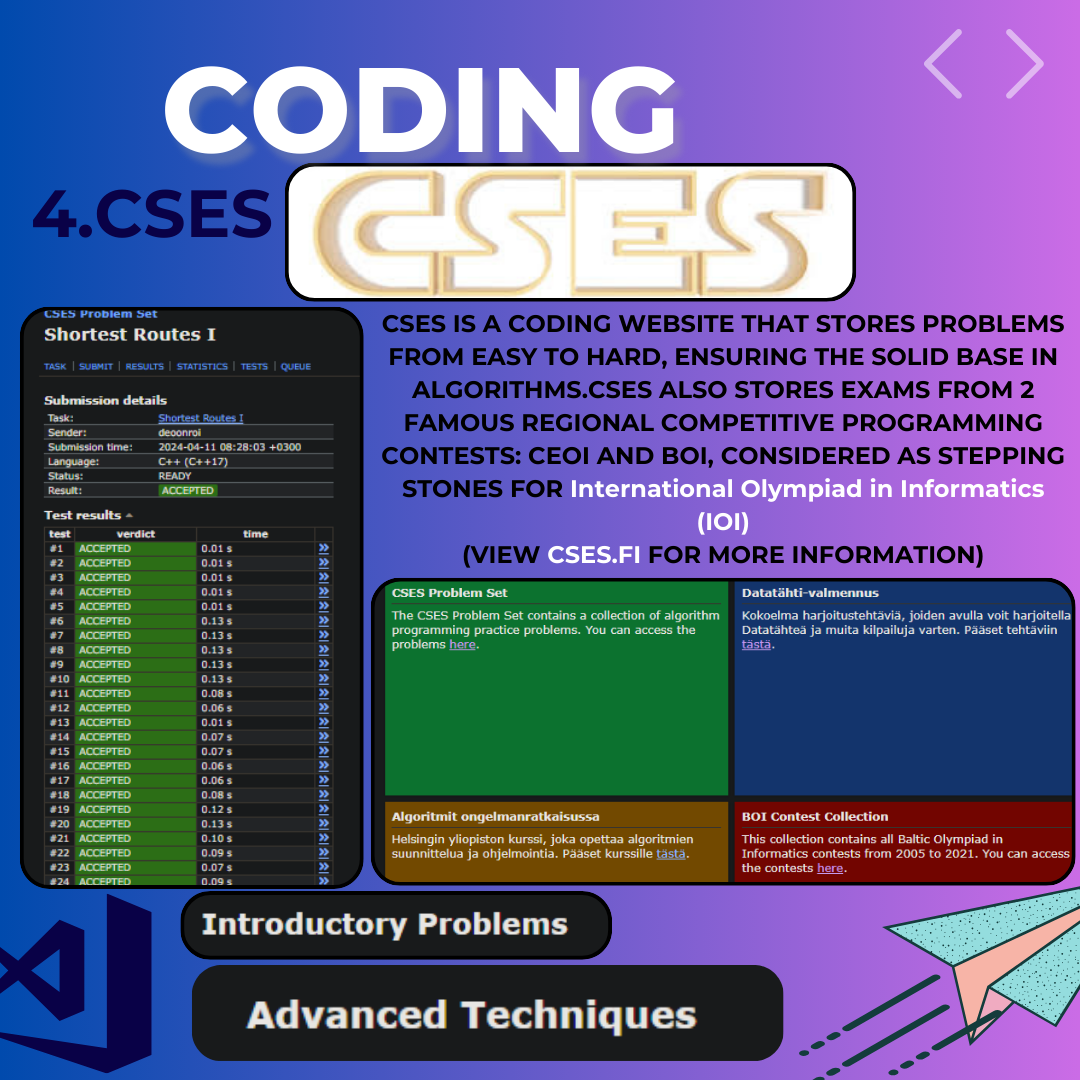 CODING
4.CSES
CSES
CSES Problem Set
Shortest Routes I
TASK | SUBMIT | RESULTS | STATISTICS | TESTS | QUEUE
Submission details
Task: Shortest Routes I
Sender: deoonroi
Submission time: 2024-04-11 08:28:03 +0300
Language: C++ (C++17)
Status: READY
Result: ACCEPTED
Test results
test verdict time
#1 ACCEPTED 0.01 s »
#2 ACCEPTED 0.01 s »
#3 ACCEPTED 0.01 s »
#4 ACCEPTED 0.01 s »
#5 ACCEPTED 0.01 s »
#6 ACCEPTED 0.13 s »
#7 ACCEPTED 0.13 s »
#8 ACCEPTED 0.13 s »
#9 ACCEPTED 0.13 s »
#10 ACCEPTED 0.13 s »
#11 ACCEPTED 0.08 s »
#12 ACCEPTED 0.06 s »
#13 ACCEPTED 0.01 s »
#14 ACCEPTED 0.07 s »
#15 ACCEPTED 0.07 s »
#16 ACCEPTED 0.06 s »
#17 ACCEPTED 0.06 s »
#18 ACCEPTED 0.08 s »
#19 ACCEPTED 0.12 s »
#20 ACCEPTED 0.13 s »
#21 ACCEPTED 0.10 s »
#22 ACCEPTED 0.09 s »
#23 ACCEPTED 0.07 s »
#24 ACCEPTED 0.09 s »
CSES IS A CODING WEBSITE THAT STORES PROBLEMS
FROM EASY TO HARD, ENSURING THE SOLID BASE IN
ALGORITHMS.CSES ALSO STORES EXAMS FROM 2
FAMOUS REGIONAL COMPETITIVE PROGRAMMING
CONTESTS: CEOI AND BOI, CONSIDERED AS STEPPING
STONES FOR International Olympiad in Informatics
(IOI)
(VIEW CSES.FI FOR MORE INFORMATION)
CSES Problem Set
The CSES Problem Set contains a collection of algorithm
programming practice problems. You can access the
problems here.
Datatähti-valmennus
Kokoelma harjoitustehtäviä, joiden avulla voit harjoitella
Datatähteä ja muita kilpailuja varten. Pääset tehtäviin
tästä.
Algoritmit ongelmanratkaisussa
Helsingin yliopiston kurssi, joka opettaa algoritmien
suunnittelua ja ohjelmointia. Pääset kurssille tästä.
BOI Contest Collection
This collection contains all Baltic Olympiad in
Informatics contests from 2005 to 2021. You can access
the contests here.
Introductory Problems
Advanced Techniques